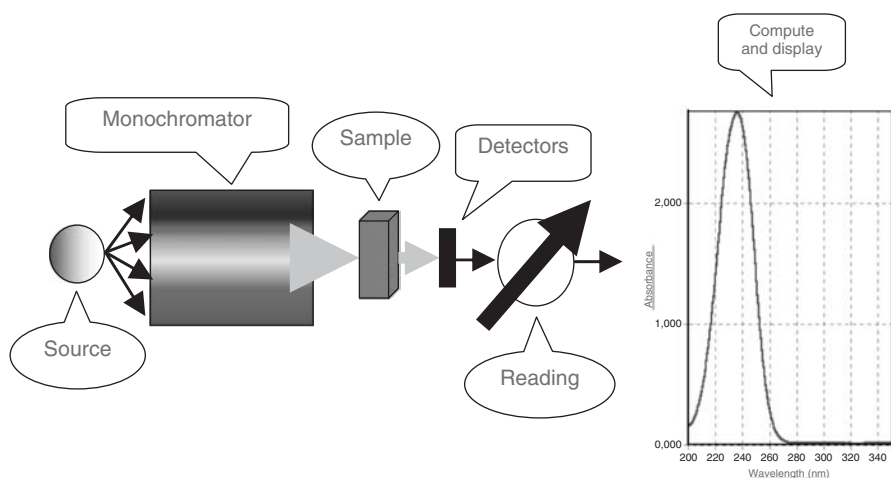 Compute
and display
Monochromator
Sample
Detectors
Source
Reading
2,000
1,000
0,000
Absorbance
200 220 240 260 280 300 320 340
Wavelength (nm)